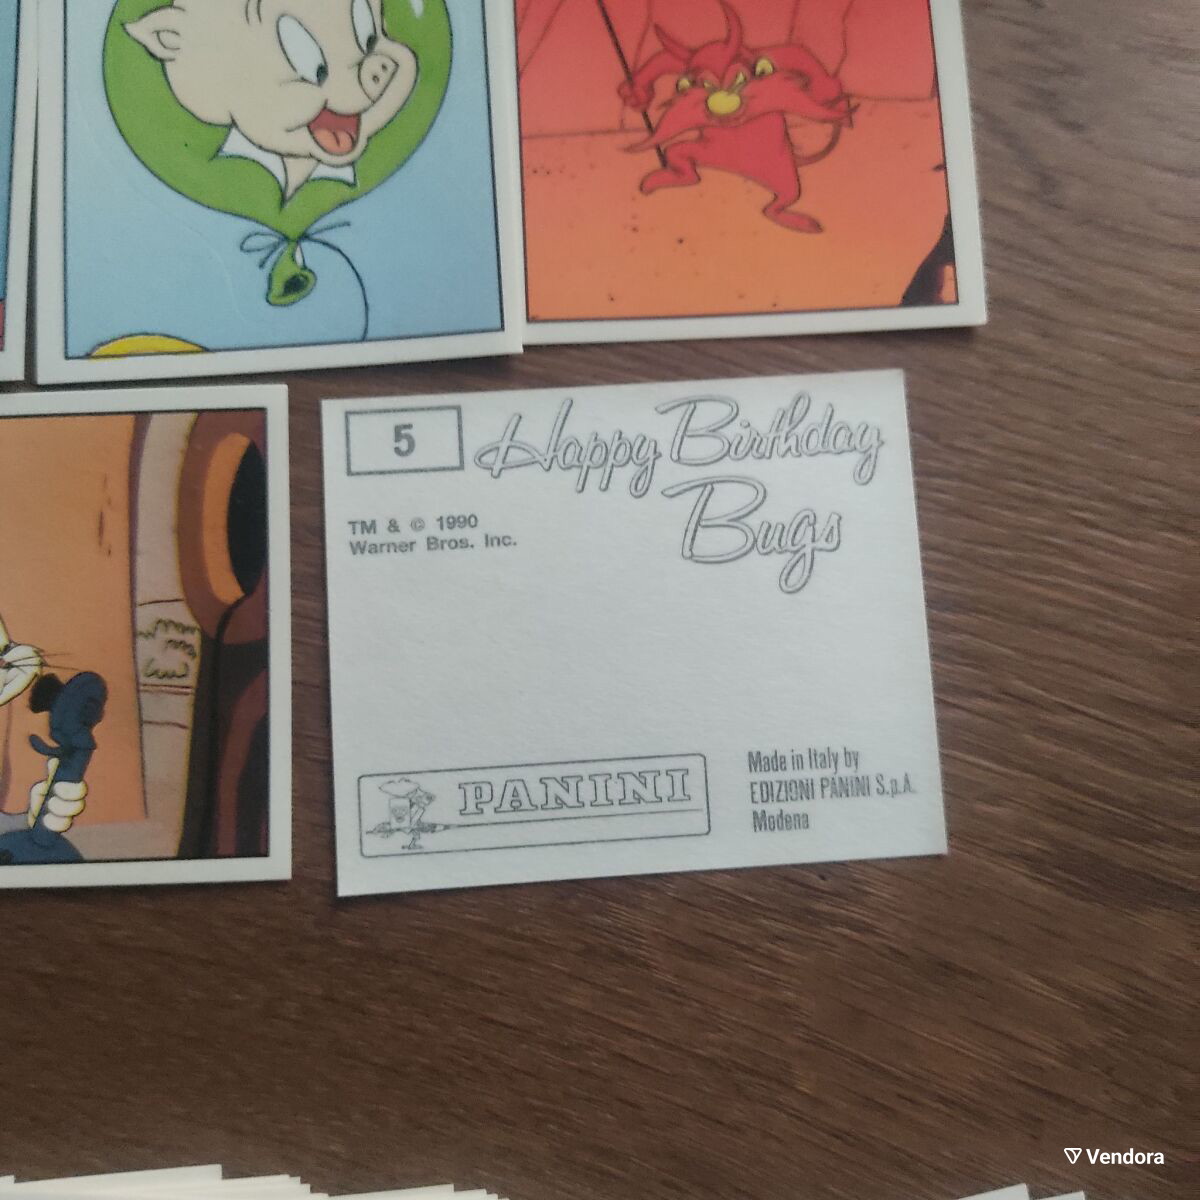 5
Happy Birthday
Bugs
TM & © 1990
Warner Bros. Inc.
PANINI
Made in Italy by
EDIZIONI PANINI S.p.A.
Modena
Vendora